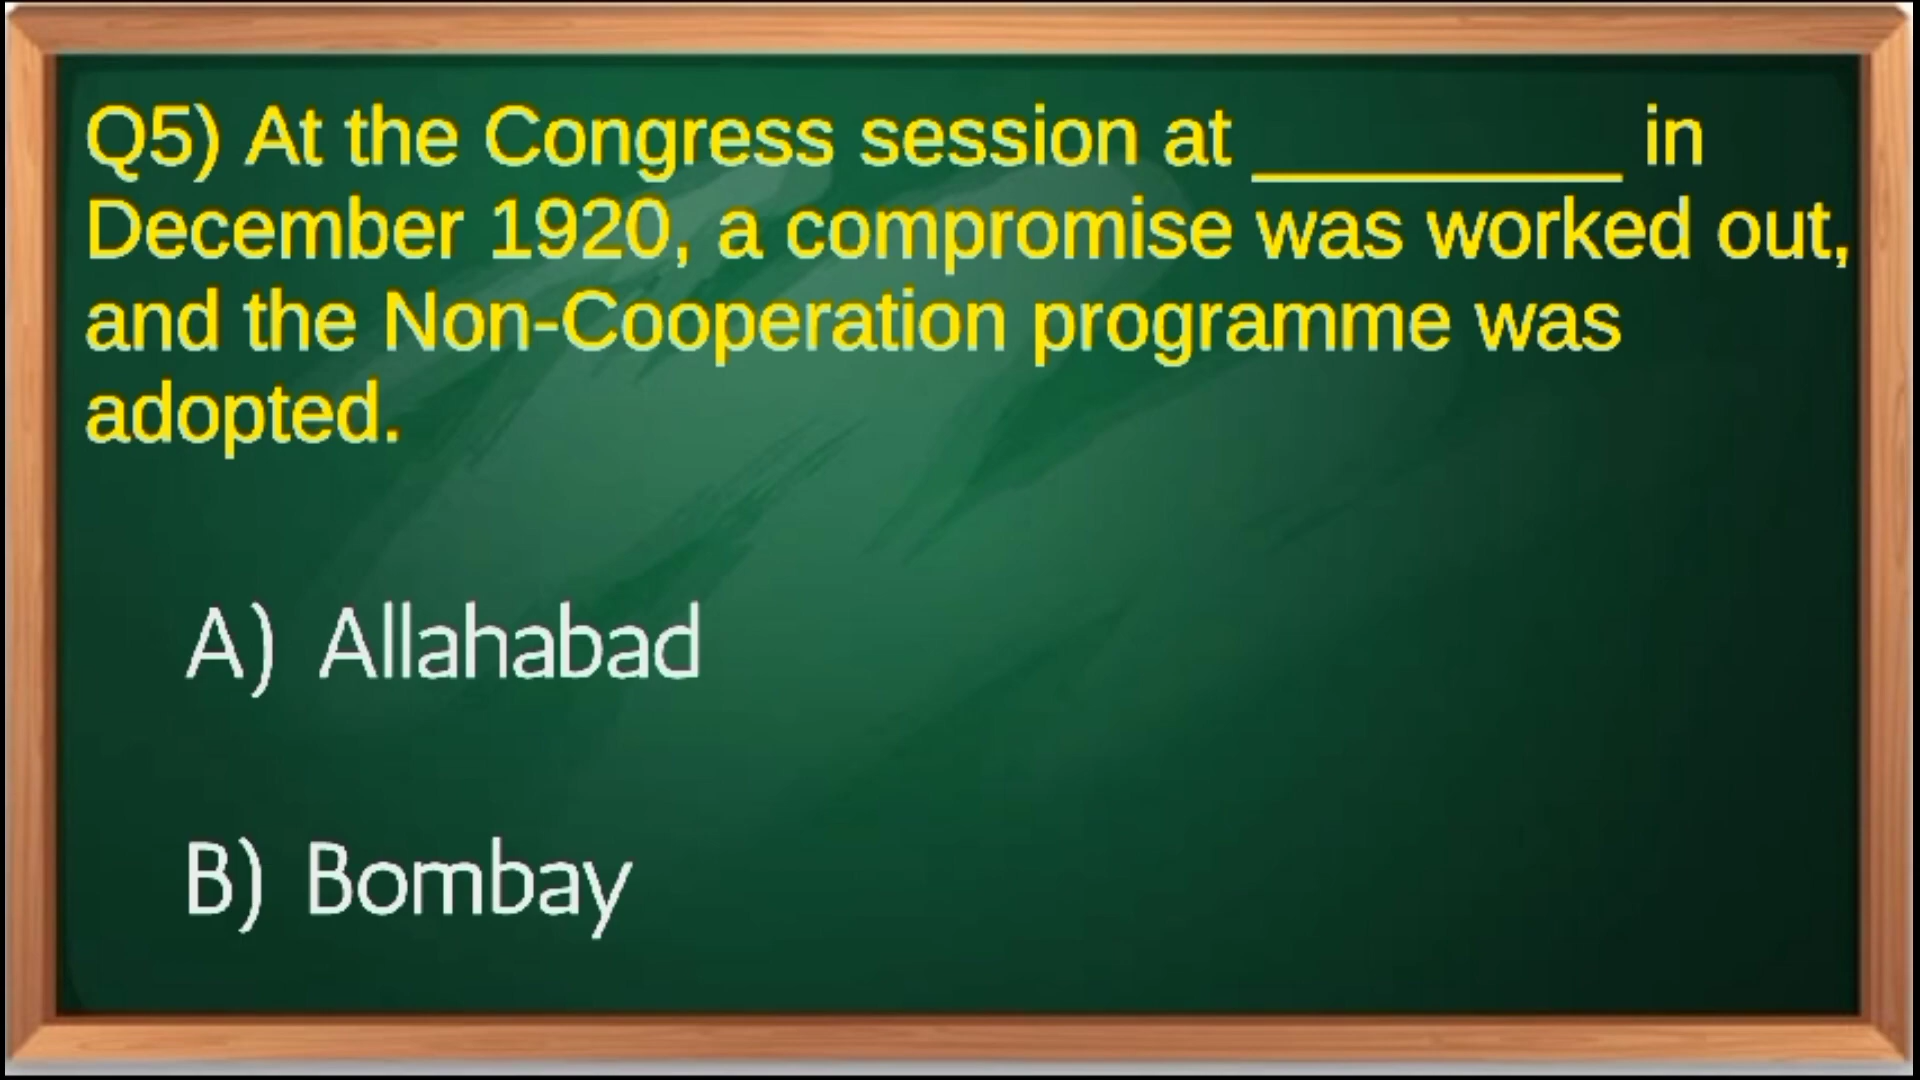 Q5) At the Congress session at _________ in
December 1920, a compromise was worked out,
and the Non-Cooperation programme was
adopted.
A) Allahabad
B) Bombay